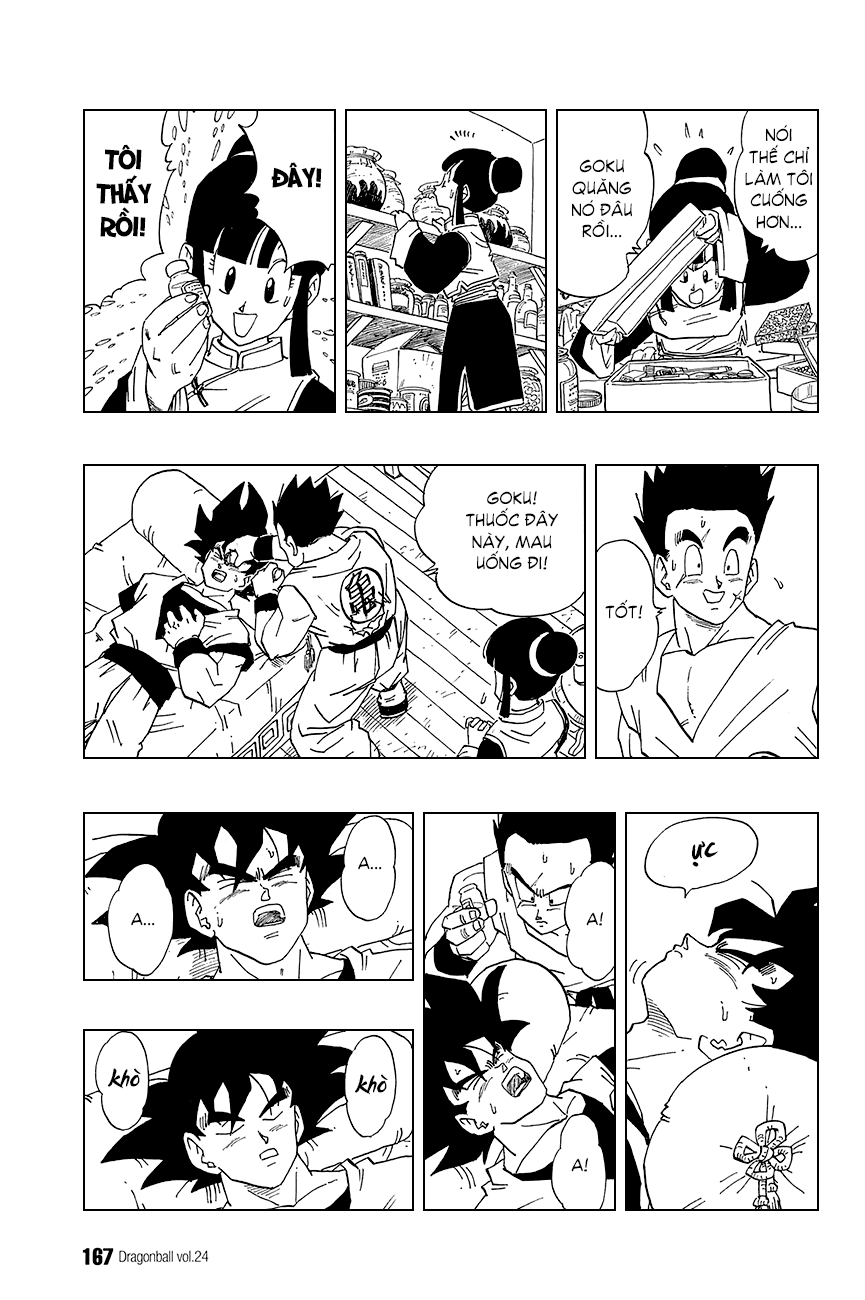 NÓI
THẾ CHỈ
LÀM TÔI
CUỐNG
HƠN...
GOKU
QUĂNG
NÓ ĐÂU
RỒI...
ĐÂY!
TÔI
THẤY
RỒI!
TỐT!
GOKU!
THUỐC ĐÂY
NÀY, MAU
UỐNG ĐI!
亀
ỰC
A!
A!
A...
A...
khò
khò
167 Dragonball vol.24